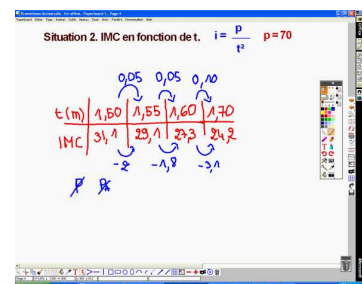 Situation 2. IMC en fonction de t. i = p / t² p = 70
0,05 0,05 0,10
t(m) 1,50 1,55 1,60 1,70
IMC 31,1 29,1 27,3 24,2
-2 -1,8 -3,1